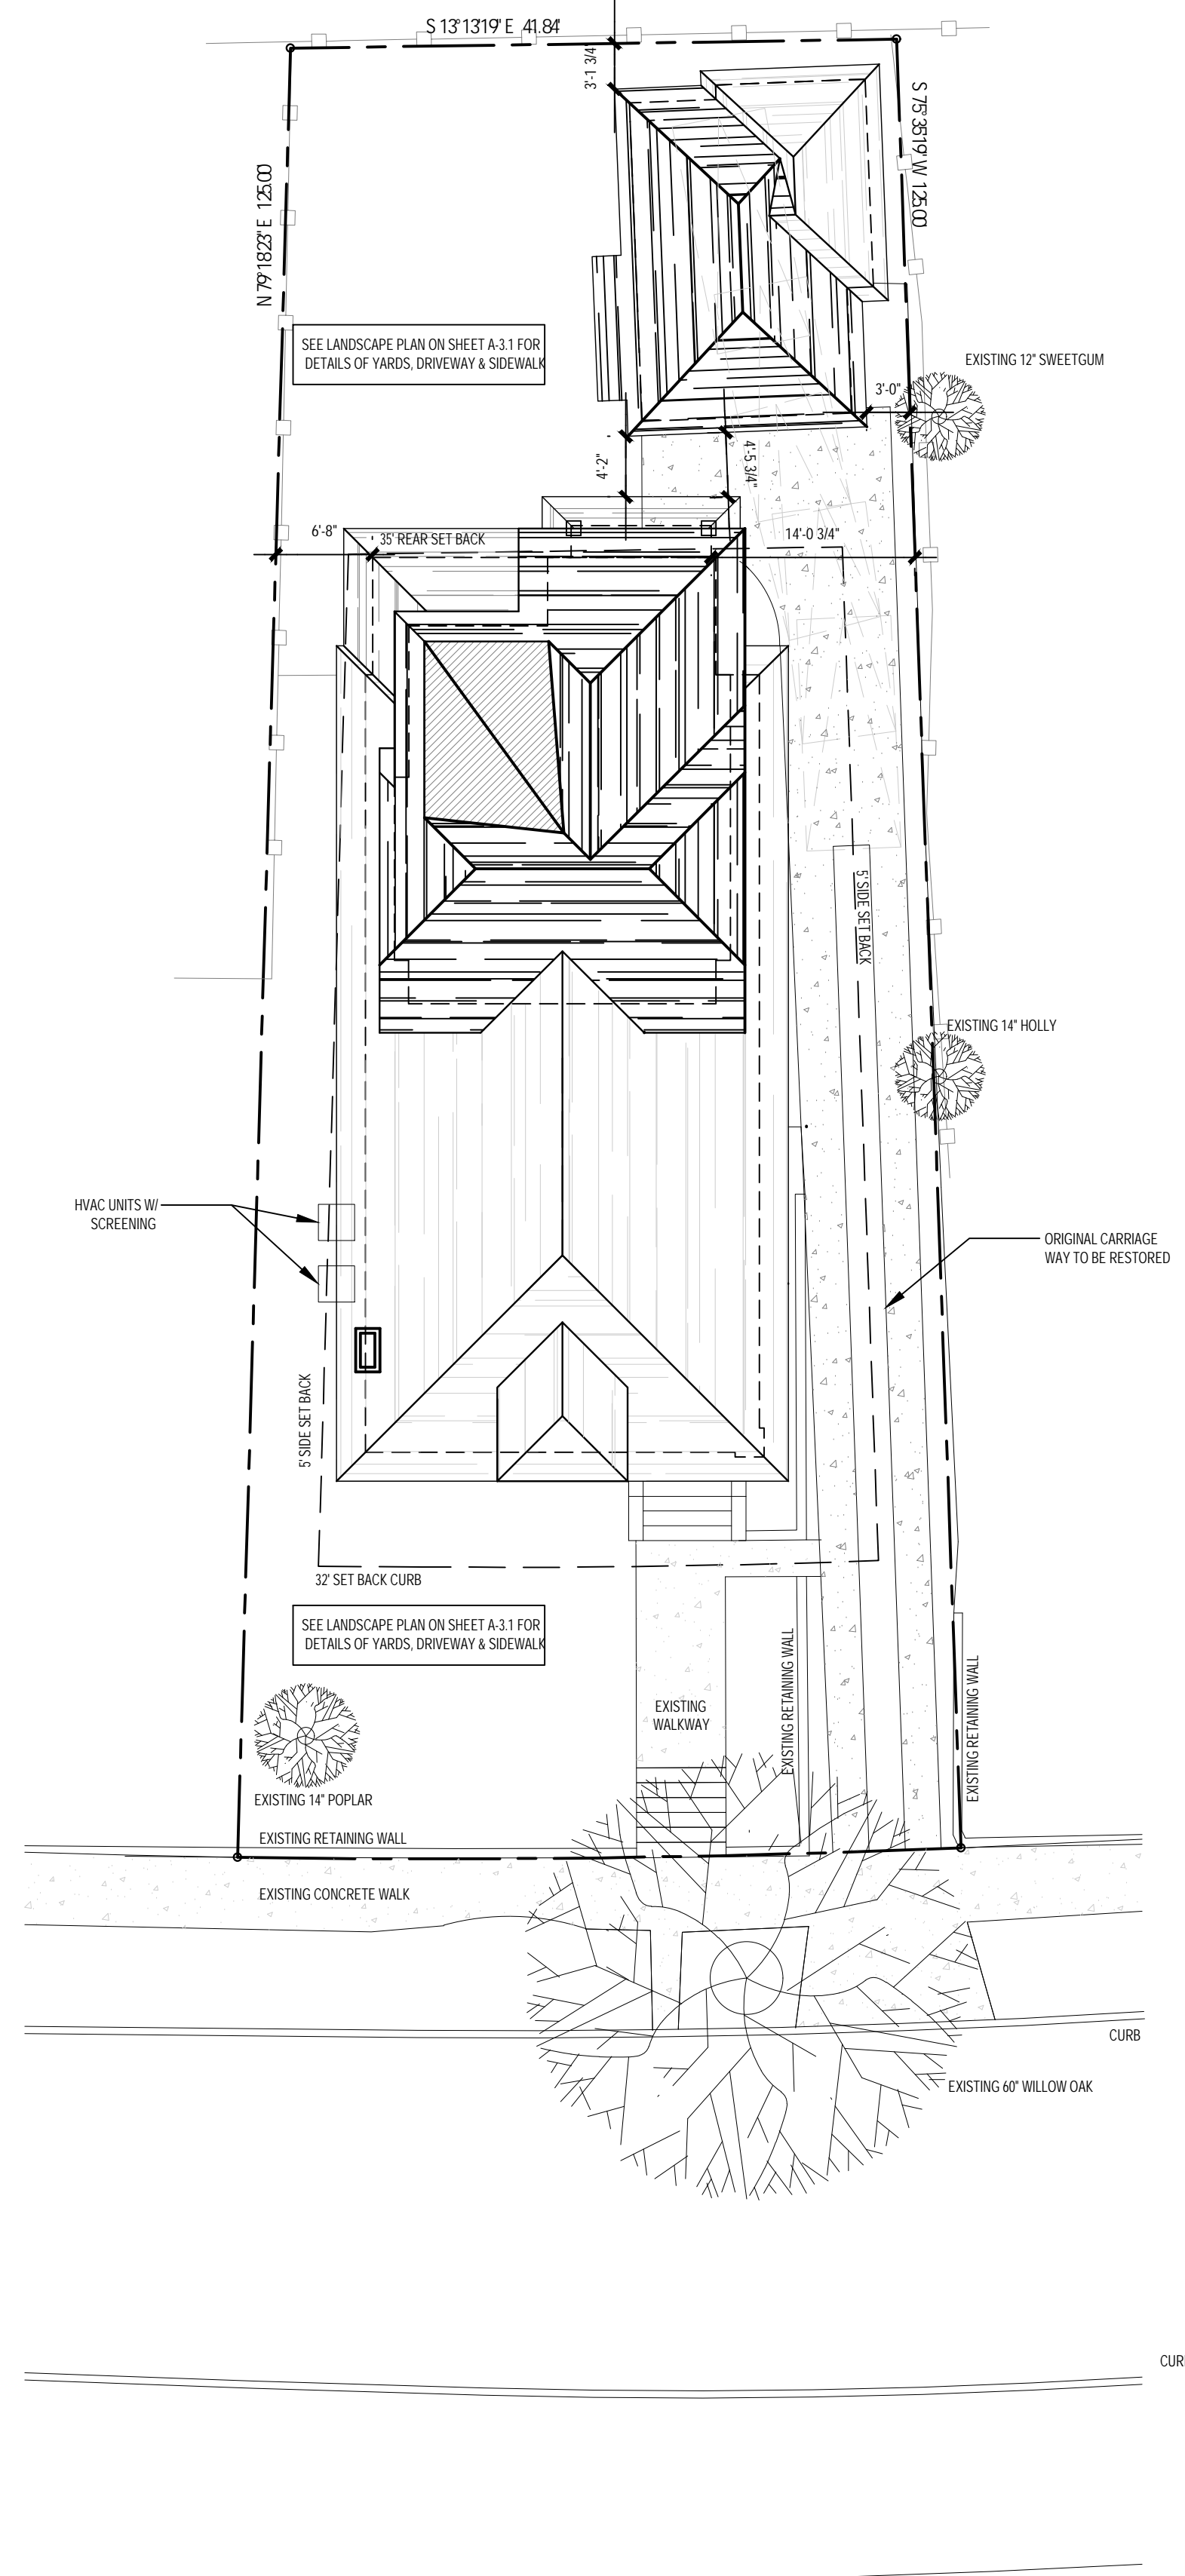 S 13°13'19" E 41.84'
3'-1 3/4"
S 75°35'19" W 125.00'
N 79°18'23" E 125.00'
SEE LANDSCAPE PLAN ON SHEET A-3.1 FOR
DETAILS OF YARDS, DRIVEWAY & SIDEWALK
EXISTING 12" SWEETGUM
3'-0"
4'-2"
4'-5 3/4"
6'-8"
35' REAR SET BACK
14'-0 3/4"
5' SIDE SET BACK
EXISTING 14" HOLLY
HVAC UNITS W/
SCREENING
ORIGINAL CARRIAGE
WAY TO BE RESTORED
5' SIDE SET BACK
32' SET BACK CURB
SEE LANDSCAPE PLAN ON SHEET A-3.1 FOR
DETAILS OF YARDS, DRIVEWAY & SIDEWALK
EXISTING RETAINING WALL
EXISTING RETAINING WALL
EXISTING
WALKWAY
EXISTING 14" POPLAR
EXISTING RETAINING WALL
EXISTING CONCRETE WALK
CURB
EXISTING 60" WILLOW OAK
CUR